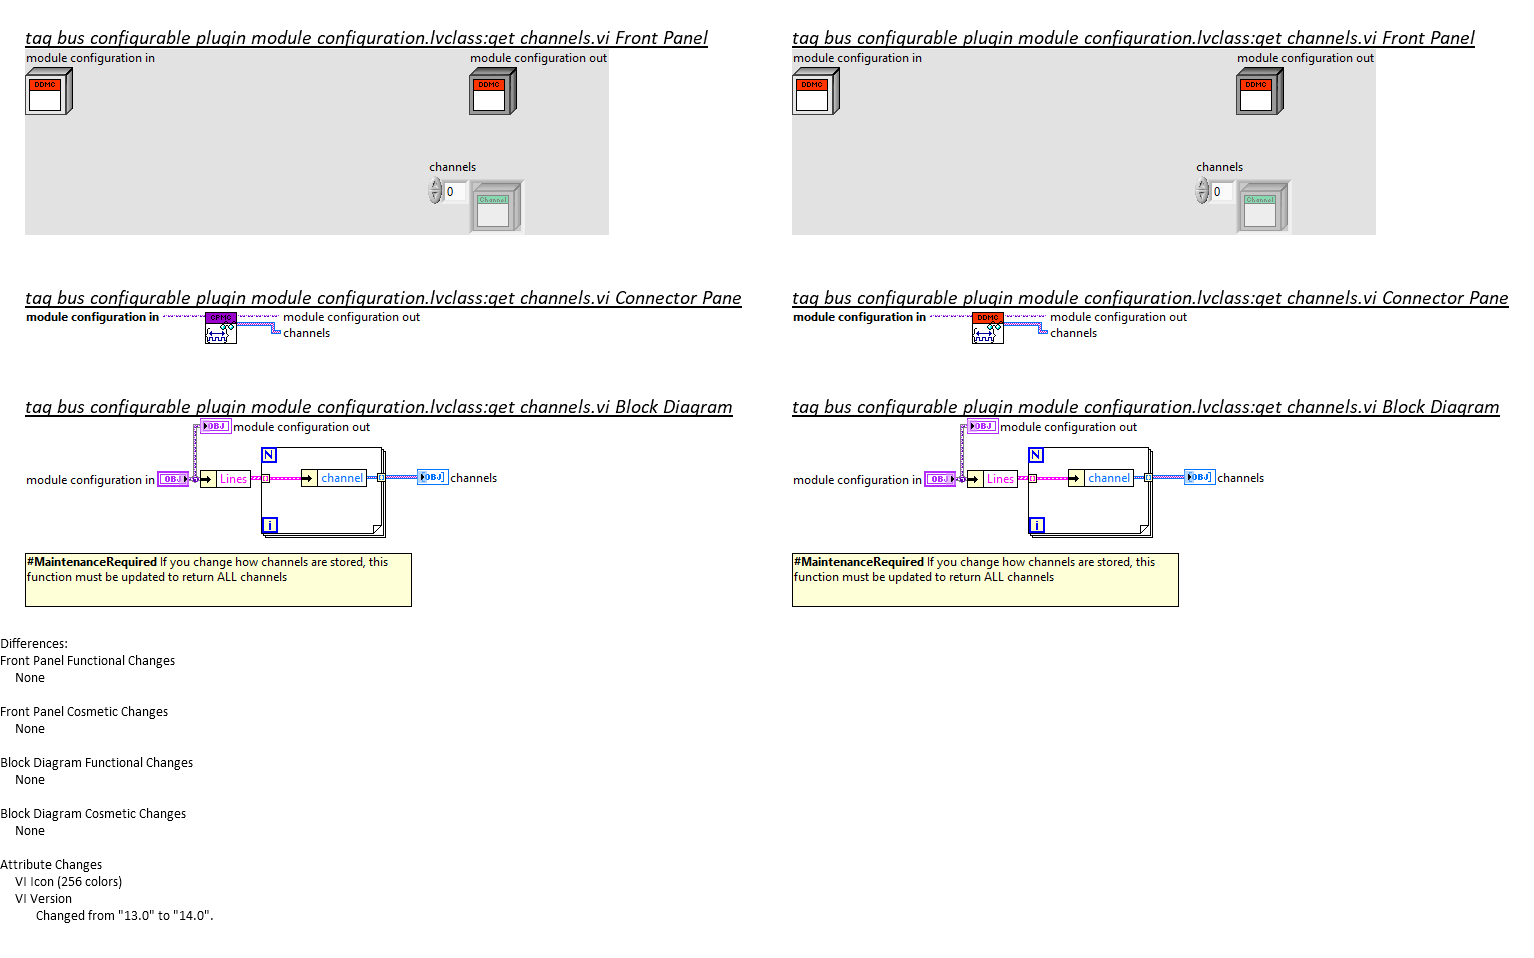 tag bus configurable plugin module configuration.lvclass:get channels.vi Front Panel
module configuration in
module configuration out
DDMC
DDMC
channels
0
Channel
tag bus configurable plugin module configuration.lvclass:get channels.vi Connector Pane
module configuration in
module configuration out
channels
tag bus configurable plugin module configuration.lvclass:get channels.vi Block Diagram
OBJ
module configuration out
N
module configuration in
OBJ
Lines
channel
OBJ
channels
i
#MaintenanceRequired If you change how channels are stored, this
function must be updated to return ALL channels
tag bus configurable plugin module configuration.lvclass:get channels.vi Front Panel
module configuration in
module configuration out
DDMC
DDMC
channels
0
Channel
tag bus configurable plugin module configuration.lvclass:get channels.vi Connector Pane
module configuration in
DDMC
module configuration out
channels
tag bus configurable plugin module configuration.lvclass:get channels.vi Block Diagram
OBJ
module configuration out
N
module configuration in
OBJ
Lines
channel
OBJ
channels
i
#MaintenanceRequired If you change how channels are stored, this
function must be updated to return ALL channels
Differences:
Front Panel Functional Changes
None
Front Panel Cosmetic Changes
None
Block Diagram Functional Changes
None
Block Diagram Cosmetic Changes
None
Attribute Changes
VI Icon (256 colors)
VI Version
Changed from "13.0" to "14.0".